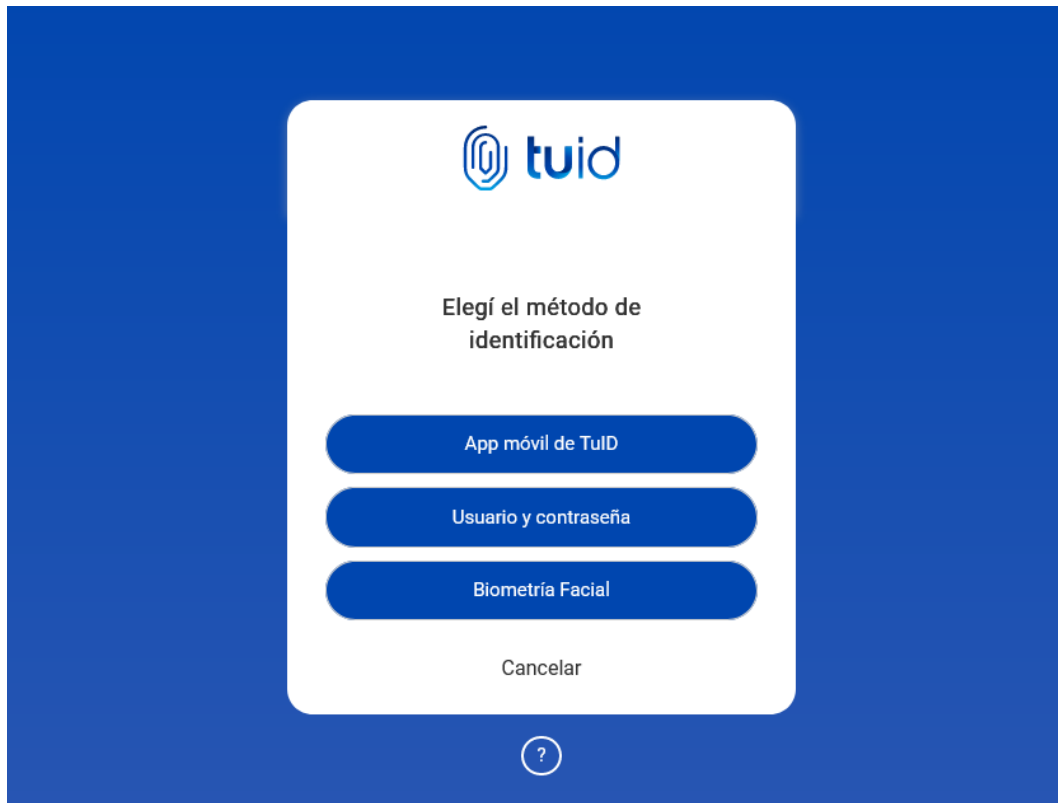 tuid
Elegí el método de
identificación
App móvil de TuID
Usuario y contraseña
Biometría Facial
Cancelar
?